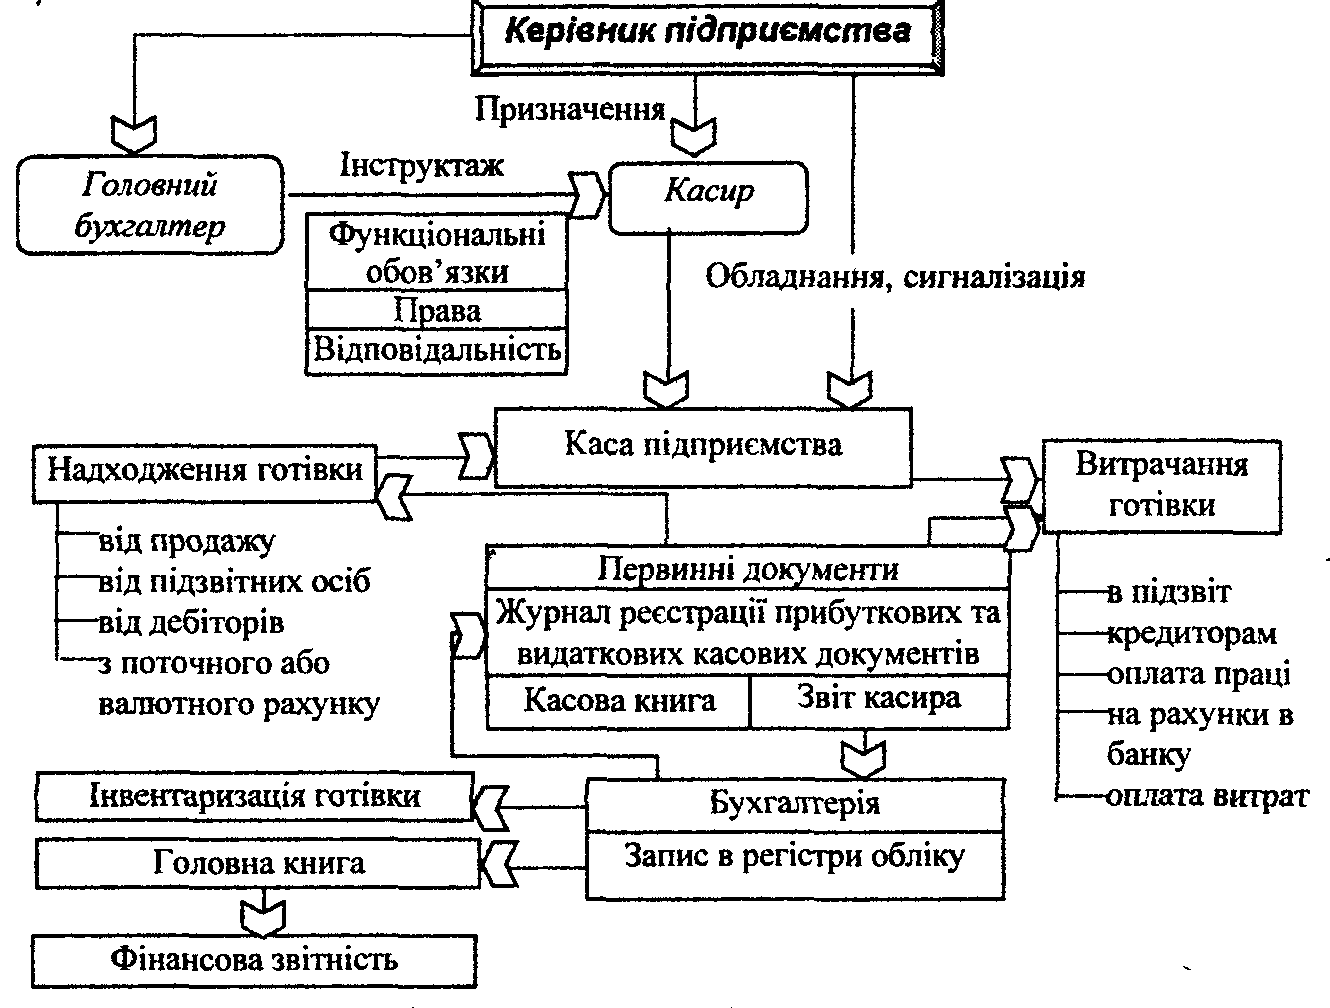 Керівник підприємства
Призначення
Головний
бухгалтер
Інструктаж
Касир
Функціональні
обов’язки
Права
Відповідальність
Обладнання, сигналізація
Каса підприємства
Надходження готівки
від продажу
від підзвітних осіб
від дебіторів
з поточного або
валютного рахунку
Витрачання
готівки
в підзвіт
кредиторам
оплата праці
на рахунки в
банку
оплата витрат
Первинні документи
Журнал реєстрації прибуткових та
видаткових касових документів
Касова книга
Звіт касира
Бухгалтерія
Запис в регістри обліку
Інвентаризація готівки
Головна книга
Фінансова звітність